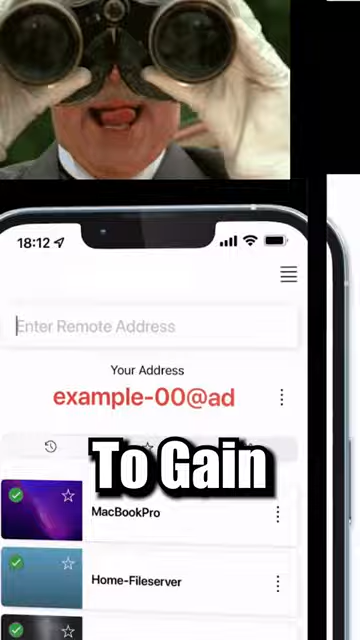 18:12
Enter Remote Address
Your Address
example-00@ad
To Gain
MacBookPro
Home-Fileserver